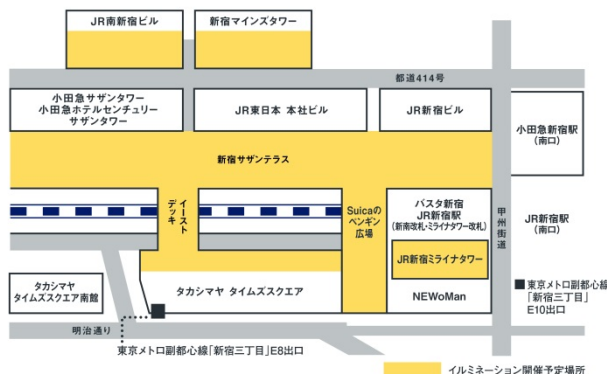 JR南新宿ビル
新宿マインズタワー
都道414号
小田急サザンタワー
小田急ホテルセンチュリー
サザンタワー
JR東日本 本社ビル
JR新宿ビル
小田急新宿駅
(南口)
新宿サザンテラス
イースト
デッキ
Suicaの
ペンギン
広場
バスタ新宿
JR新宿駅
(新南改札・ミライナタワー改札)
甲州街道
JR新宿駅
(南口)
JR新宿ミライナタワー
タカシマヤ
タイムズスクエア南館
タカシマヤ タイムズスクエア
NEWoMan
■東京メトロ副都心線
「新宿三丁目」
E10出口
明治通り
東京メトロ副都心線「新宿三丁目」E8出口
イルミネーション開催予定場所